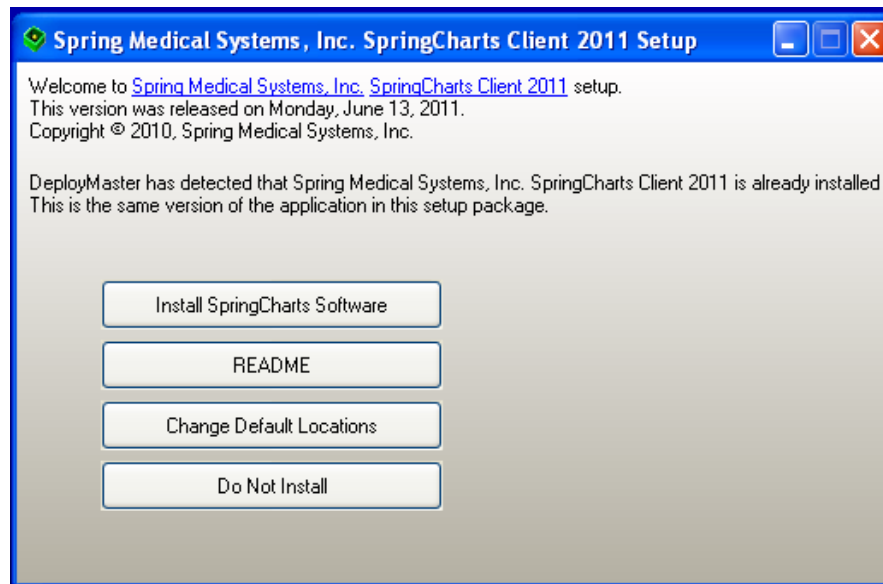 Spring Medical Systems, Inc. SpringCharts Client 2011 Setup
Welcome to Spring Medical Systems, Inc. SpringCharts Client 2011 setup.
This version was released on Monday, June 13, 2011.
Copyright © 2010, Spring Medical Systems, Inc.
DeployMaster has detected that Spring Medical Systems, Inc. SpringCharts Client 2011 is already installed
This is the same version of the application in this setup package.
Install SpringCharts Software
README
Change Default Locations
Do Not Install